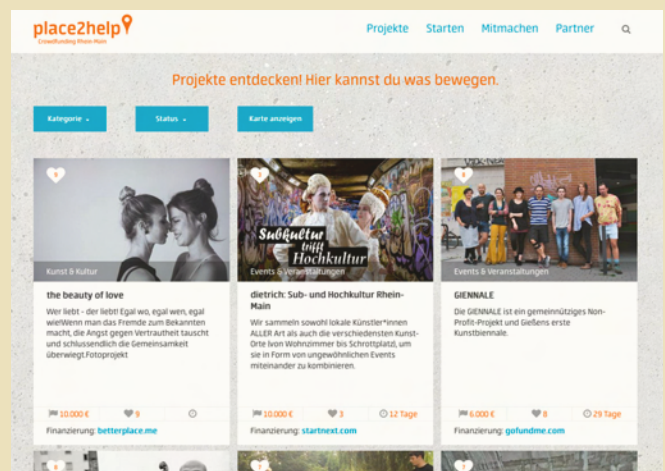 place2help
Crowdfunding Rhein-Main
Projekte Starten Mitmachen Partner
Projekte entdecken! Hier kannst du was bewegen.
Kategorie
Status
Karte anzeigen
9
Kunst & Kultur
the beauty of love
Wer liebt - der liebt! Egal wo, egal wen, egal
wie!Wenn man das Fremde zum Bekannten
macht, die Angst gegen Vertrautheit tauscht
und schlussendlich die Gemeinsamkeit
überwiegt.Fotoprojekt
10.000 € 9
Finanzierung: betterplace.me
3
Subkultur
trifft
Hochkultur
Events & Veranstaltungen
dietrich: Sub- und Hochkultur Rhein-
Main
Wir sammeln sowohl lokale Künstler*innen
ALLER Art als auch die verschiedensten Kunst-
Orte (von Wohnzimmer bis Schrottplatz), um
sie in Form von ungewöhnlichen Events
miteinander zu kombinieren.
10.000 € 3 12 Tage
Finanzierung: startnext.com
8
Events & Veranstaltungen
GIENNALE
Die GIENNALE ist ein gemeinnütziges Non-
Profit-Projekt und Gießens erste
Kunstbiennale.
6.000 € 8 29 Tage
Finanzierung: gofundme.com